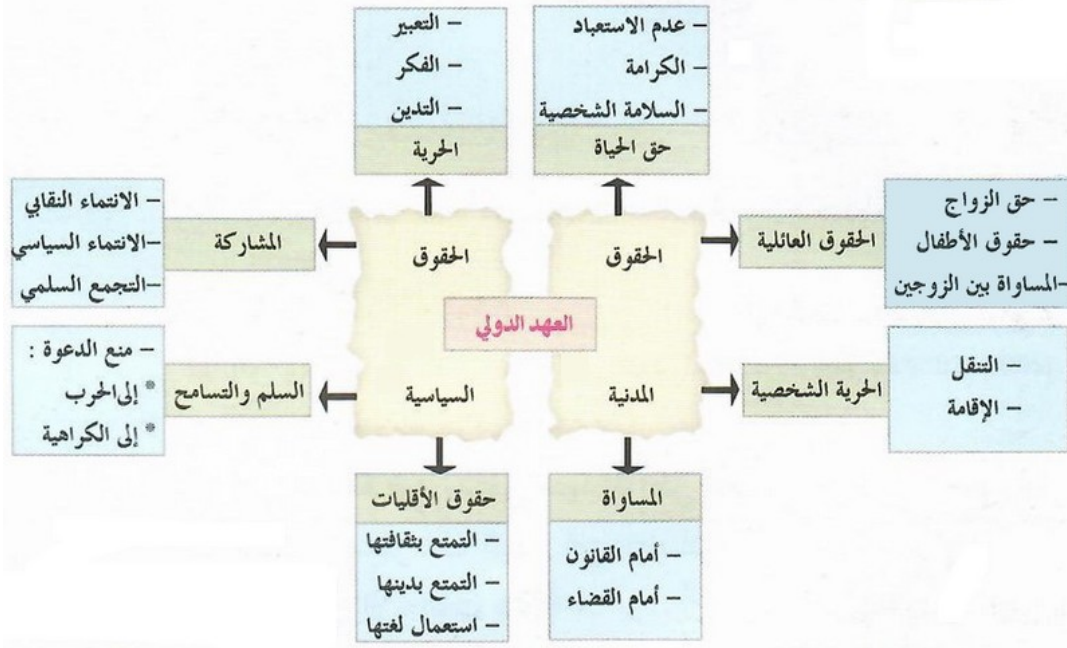 – عدم الاستعباد
– الكرامة
– السلامة الشخصية
حق الحياة
– التعبير
– الفكر
– التدين
الحرية
– حق الزواج
– حقوق الأطفال
–المساواة بين الزوجين
الحقوق العائلية
الحقوق
الحقوق
المشاركة
– الانتماء النقابي
–الانتماء السياسي
–التجمع السلمي
العهد الدولي
– التنقل
– الإقامة
الحرية الشخصية
المدنية
السياسية
السلم والتسامح
– منع الدعوة :
* إلى الحرب
* إلى الكراهية
المساواة
– أمام القانون
– أمام القضاء
حقوق الأقليات
– التمتع بثقافتها
– التمتع بدينها
– استعمال لغتها